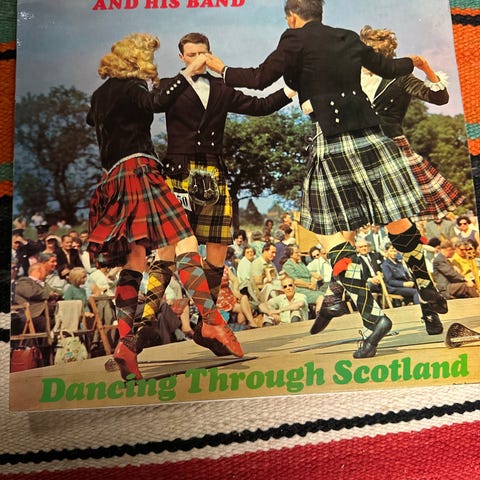 AND HIS BAND
Dancing Through Scotland